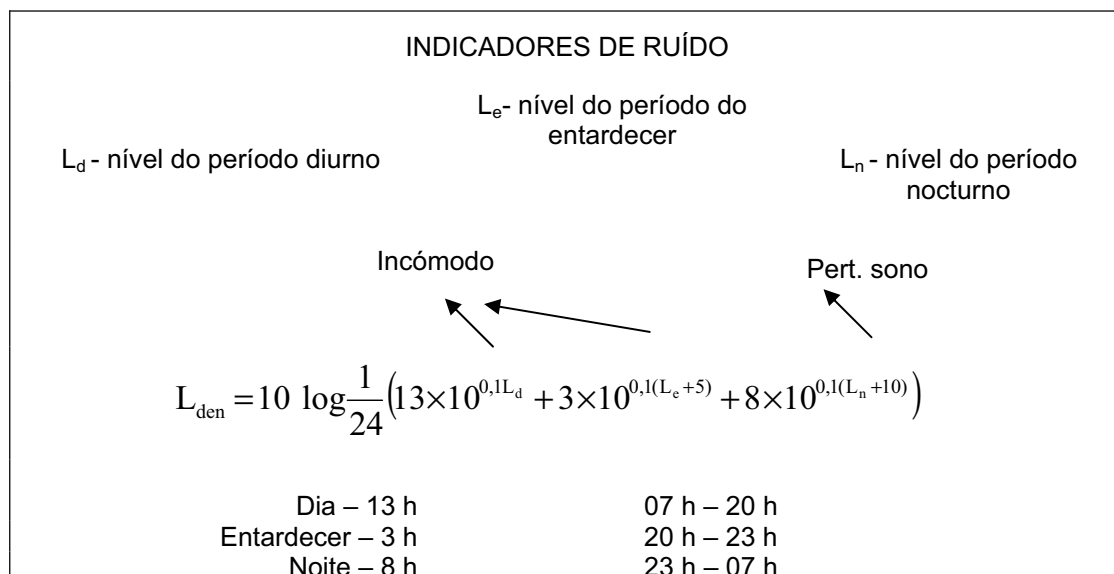 INDICADORES DE RUÍDO
Lₑ- nível do período do
entardecer
L_d - nível do período diurno
Lₙ - nível do período
nocturno
Incómodo
Pert. sono
L_den = 10 log 1/24 (13×10^{0,1L_d} + 3×10^{0,1(L_e+5)} + 8×10^{0,1(L_n+10)})
Dia – 13 h 07 h – 20 h
Entardecer – 3 h 20 h – 23 h
Noite – 8 h 23 h – 07 h